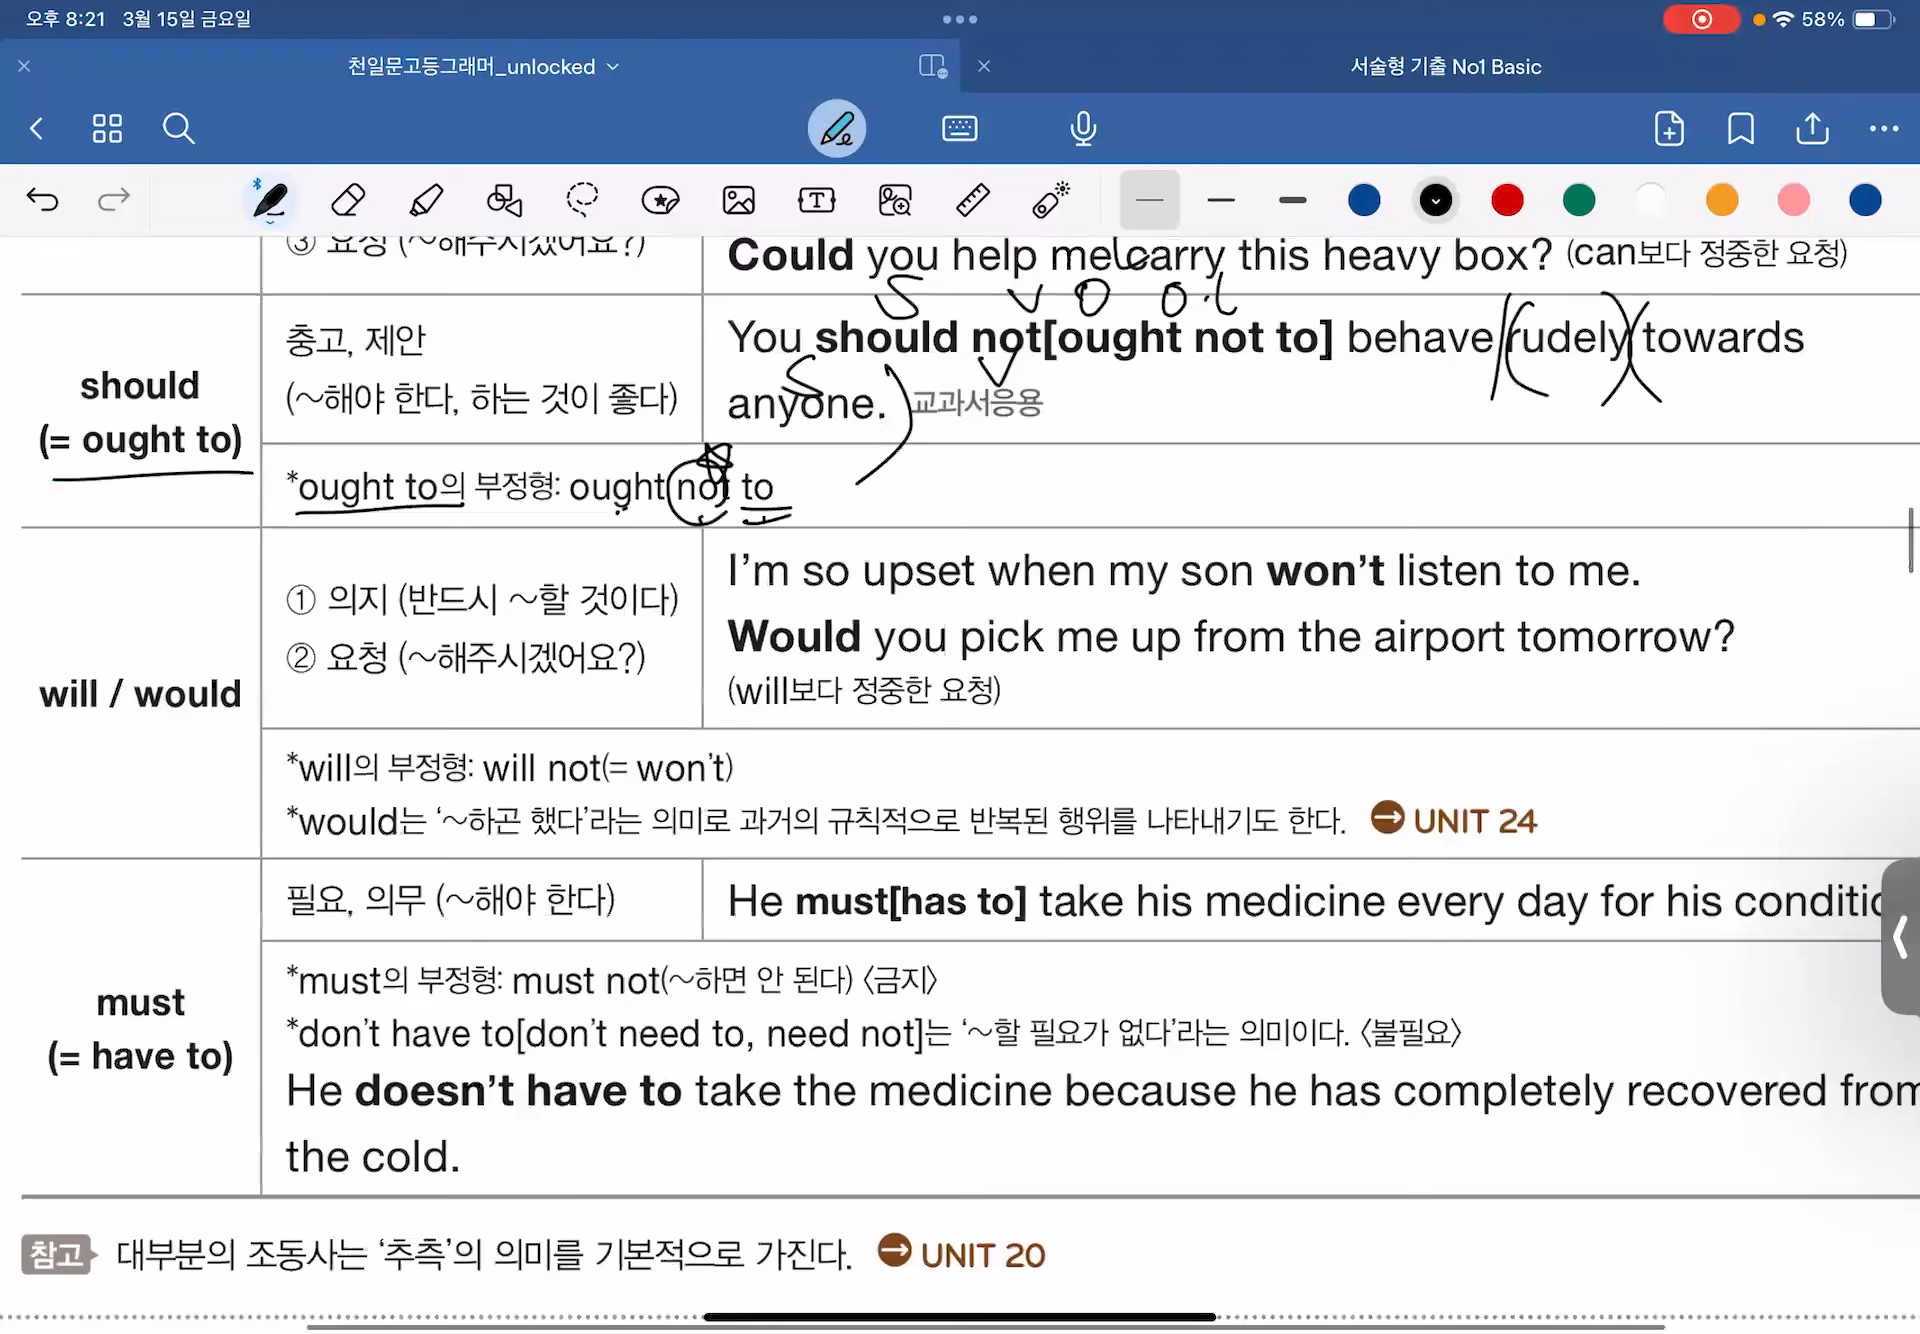 오후 8:21 3월 15일 금요일
58%
천일문고등그래머_unlocked
서술형 기출 No1 Basic
③ 요청 (~해주시겠어요?)
Could you help me carry this heavy box? (can보다 정중한 요청)
S V O O.C
should
(= ought to)
충고, 제안
(~해야 한다, 하는 것이 좋다)
You should not[ought not to] behave rudely towards
S V
anyone. 교과서응용
*ought to의 부정형: ought not to
will / would
① 의지 (반드시 ~할 것이다)
② 요청 (~해주시겠어요?)
I'm so upset when my son won't listen to me.
Would you pick me up from the airport tomorrow?
(will보다 정중한 요청)
*will의 부정형: will not(= won't)
*would는 '~하곤 했다'라는 의미로 과거의 규칙적으로 반복된 행위를 나타내기도 한다. UNIT 24
must
(= have to)
필요, 의무 (~해야 한다)
He must[has to] take his medicine every day for his conditio
*must의 부정형: must not(~하면 안 된다) 〈금지〉
*don't have to[don't need to, need not]는 '~할 필요가 없다'라는 의미이다. 〈불필요〉
He doesn't have to take the medicine because he has completely recovered from
the cold.
참고 대부분의 조동사는 '추측'의 의미를 기본적으로 가진다. UNIT 20